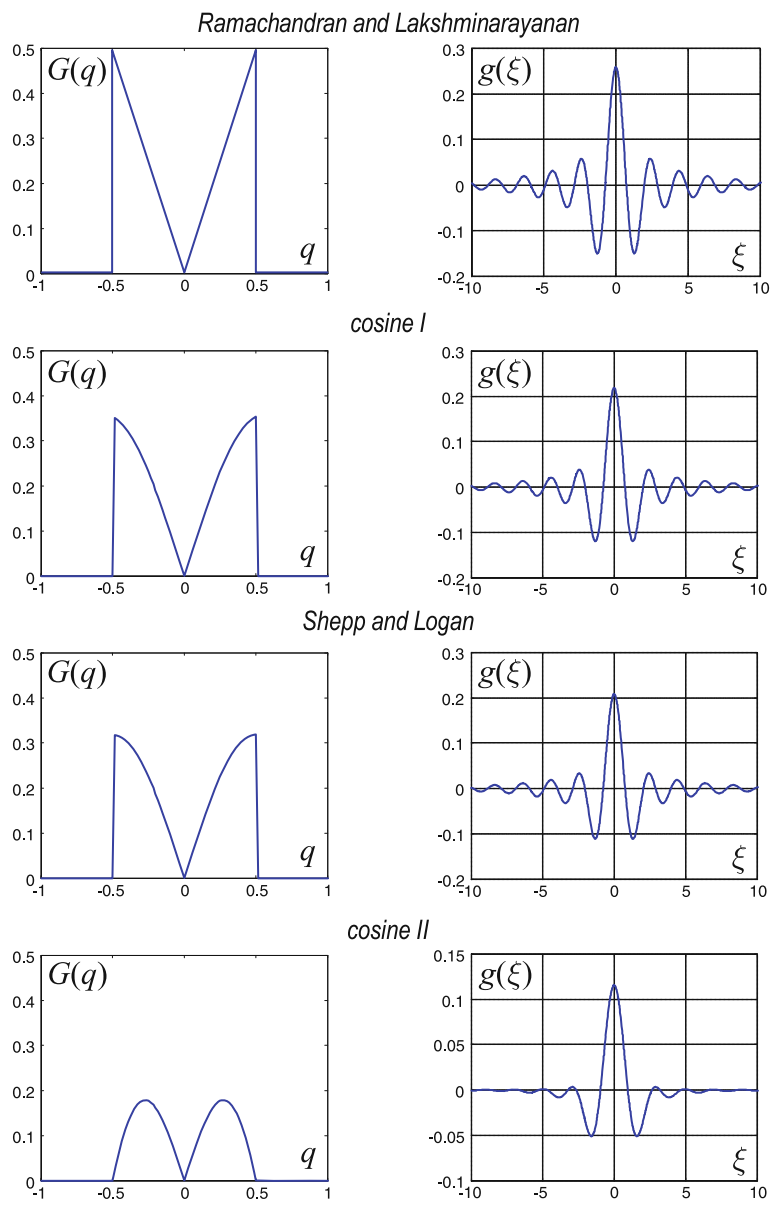 Ramachandran and Lakshminarayanan
G(q)
0.5
0.4
0.3
0.2
0.1
0
-1 -0.5 0 0.5 1
q
g(ξ)
0.3
0.2
0.1
0
-0.1
-0.2
-10 -5 0 5 10
ξ
cosine I
G(q)
0.5
0.4
0.3
0.2
0.1
0
-1 -0.5 0 0.5 1
q
g(ξ)
0.3
0.2
0.1
0
-0.1
-0.2
-10 -5 0 5 10
ξ
Shepp and Logan
G(q)
0.5
0.4
0.3
0.2
0.1
0
-1 -0.5 0 0.5 1
q
g(ξ)
0.3
0.2
0.1
0
-0.1
-0.2
-10 -5 0 5 10
ξ
cosine II
G(q)
0.5
0.4
0.3
0.2
0.1
0
-1 -0.5 0 0.5 1
q
g(ξ)
0.15
0.1
0.05
0
-0.05
-0.1
-10 -5 0 5 10
ξ